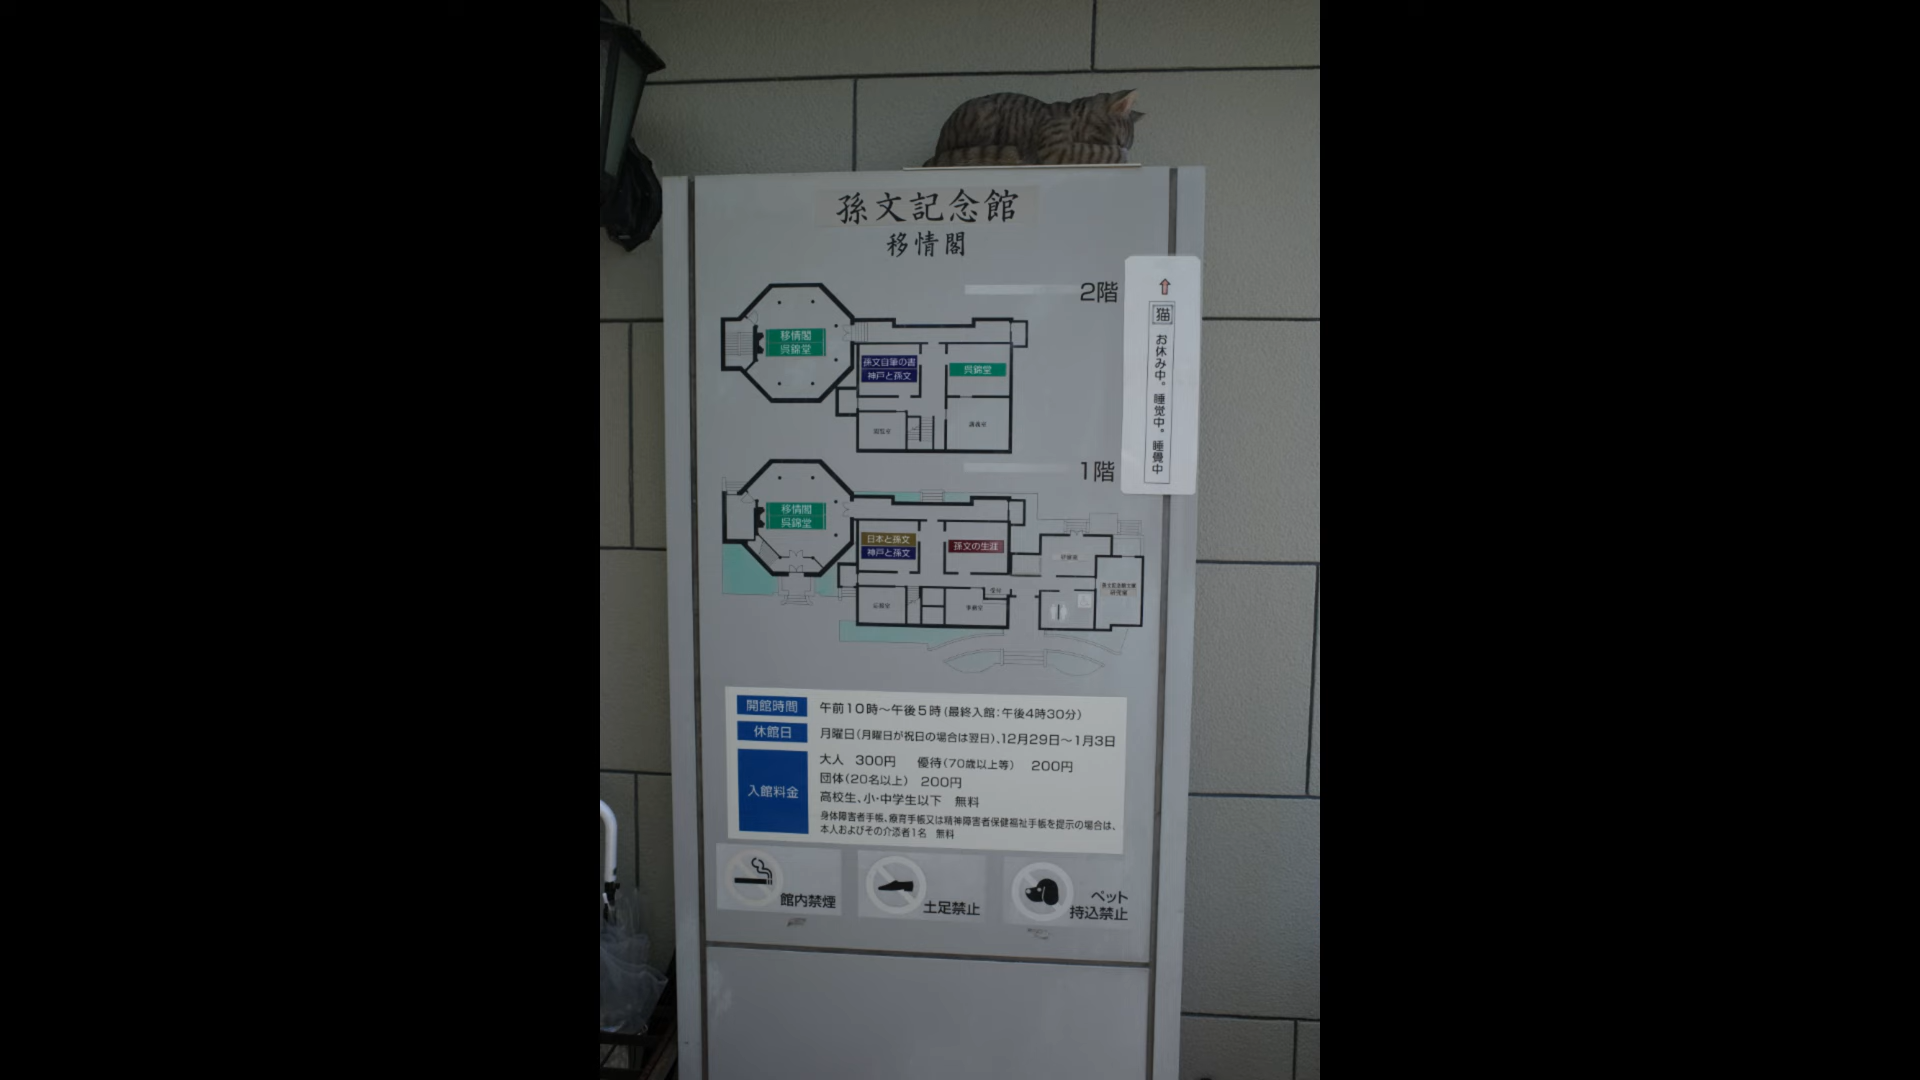 孫文記念館
移情閣
2階
移情閣
呉錦堂
孫文自筆の書
神戸と孫文
呉錦堂
猫
お休み中。睡觉中。睡覺中
1階
移情閣
呉錦堂
日本と孫文
神戸と孫文
孫文の生涯
開館時間 午前10時～午後5時(最終入館:午後4時30分)
休館日 月曜日(月曜日が祝日の場合は翌日)、12月29日～1月3日
入館料金
大人 300円 優待(70歳以上等) 200円
団体(20名以上) 200円
高校生、小・中学生以下 無料
身体障害者手帳、療育手帳又は精神障害者保健福祉手帳を提示の場合は、
本人およびその介添者1名 無料
館内禁煙
土足禁止
ペット
持込禁止